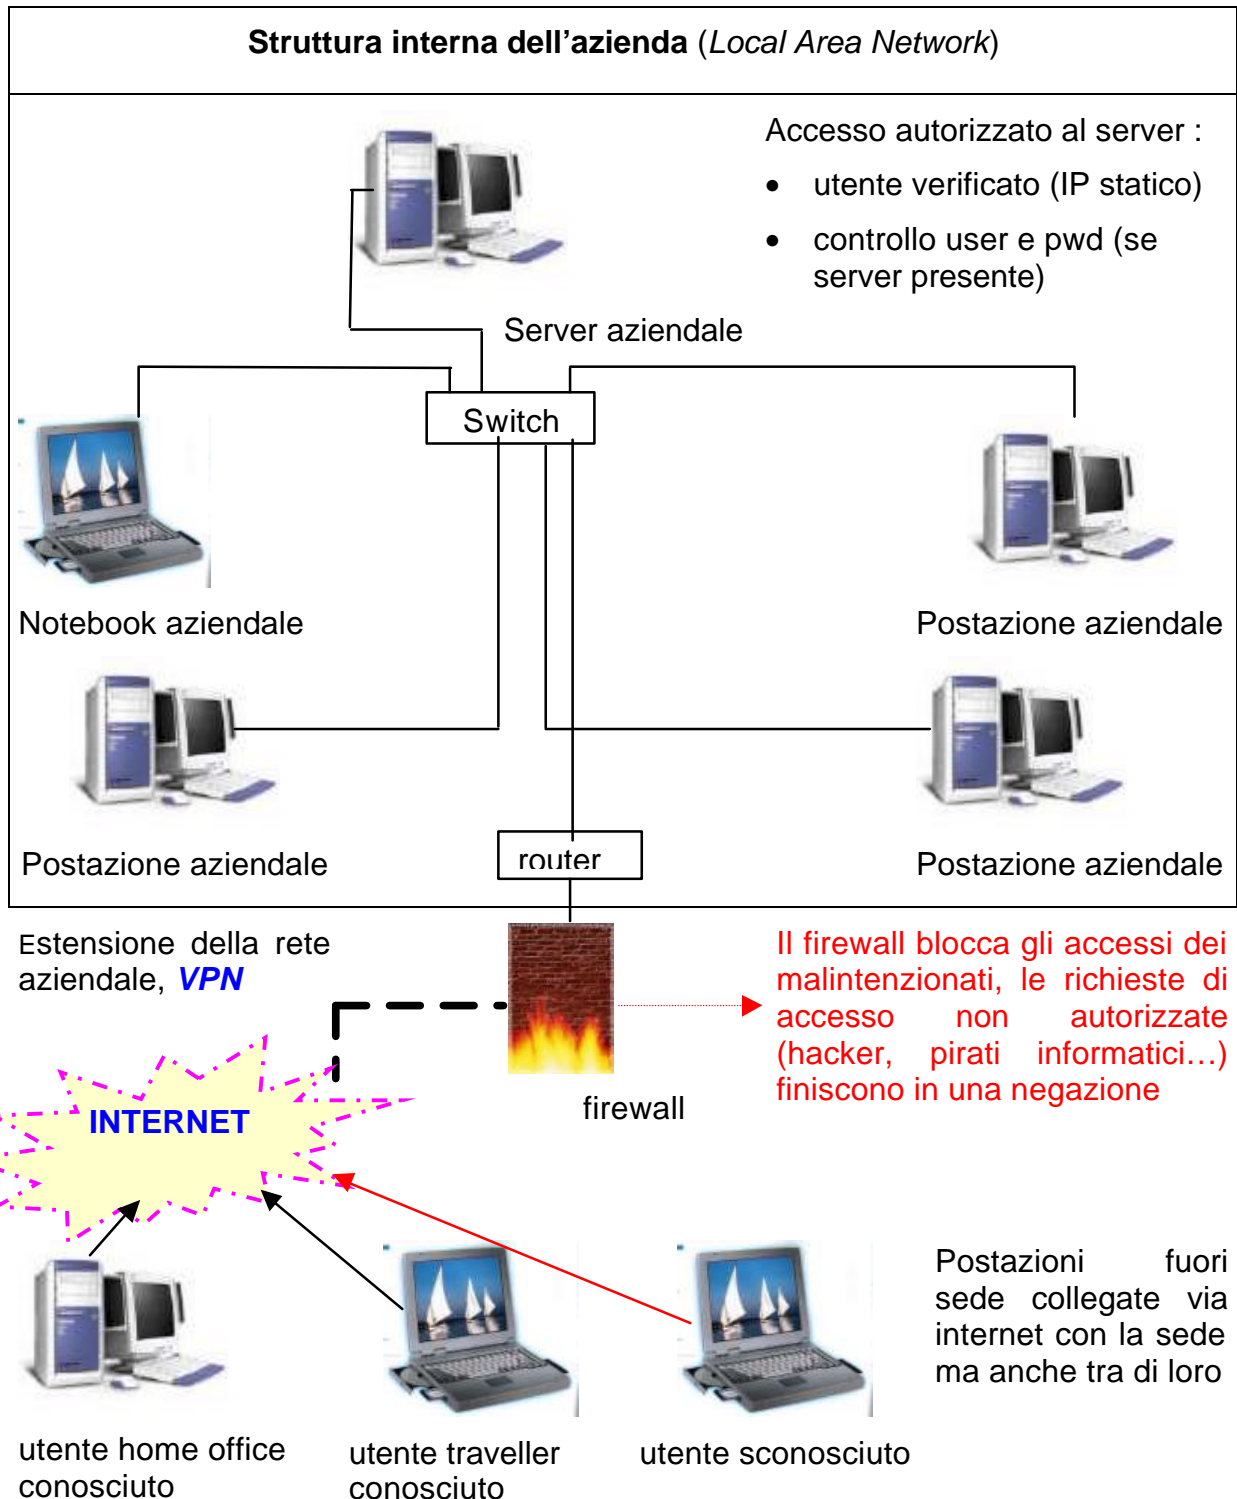 Struttura interna dell'azienda (Local Area Network)
Accesso autorizzato al server :
• utente verificato (IP statico)
• controllo user e pwd (se
server presente)
Server aziendale
Switch
Notebook aziendale
Postazione aziendale
Postazione aziendale
router
Postazione aziendale
Estensione della rete
aziendale, VPN
Il firewall blocca gli accessi dei
malintenzionati, le richieste di
accesso non autorizzate
(hacker, pirati informatici…)
finiscono in una negazione
firewall
INTERNET
Postazioni fuori
sede collegate via
internet con la sede
ma anche tra di loro
utente home office
conosciuto
utente traveller
conosciuto
utente sconosciuto